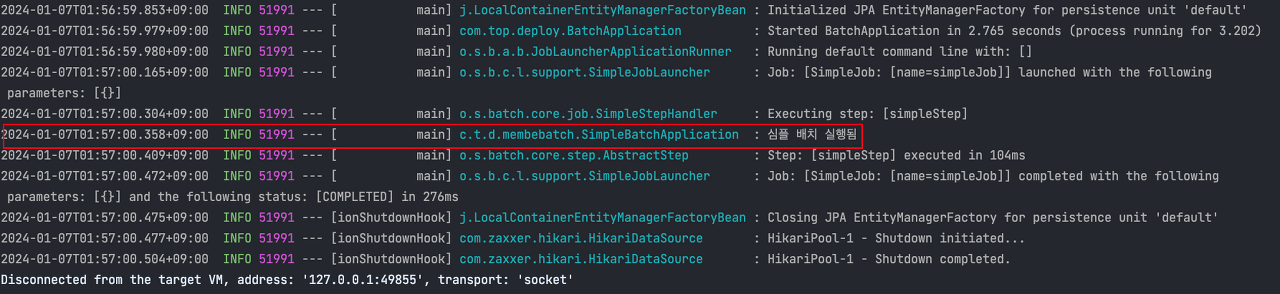 2024-01-07T01:56:59.853+09:00  INFO 51991 --- [           main] j.LocalContainerEntityManagerFactoryBean : Initialized JPA EntityManagerFactory for persistence unit 'default'
2024-01-07T01:56:59.979+09:00  INFO 51991 --- [           main] com.top.deploy.BatchApplication          : Started BatchApplication in 2.765 seconds (process running for 3.202)
2024-01-07T01:56:59.980+09:00  INFO 51991 --- [           main] o.s.b.a.b.JobLauncherApplicationRunner   : Running default command line with: []
2024-01-07T01:57:00.165+09:00  INFO 51991 --- [           main] o.s.b.c.l.support.SimpleJobLauncher      : Job: [SimpleJob: [name=simpleJob]] launched with the following
 parameters: [{}]
2024-01-07T01:57:00.304+09:00  INFO 51991 --- [           main] o.s.batch.core.job.SimpleStepHandler     : Executing step: [simpleStep]
2024-01-07T01:57:00.358+09:00  INFO 51991 --- [           main] c.t.d.membebatch.SimpleBatchApplication  : 심플 배치 실행됨
2024-01-07T01:57:00.409+09:00  INFO 51991 --- [           main] o.s.batch.core.step.AbstractStep         : Step: [simpleStep] executed in 104ms
2024-01-07T01:57:00.472+09:00  INFO 51991 --- [           main] o.s.b.c.l.support.SimpleJobLauncher      : Job: [SimpleJob: [name=simpleJob]] completed with the following
 parameters: [{}] and the following status: [COMPLETED] in 276ms
2024-01-07T01:57:00.475+09:00  INFO 51991 --- [ionShutdownHook] j.LocalContainerEntityManagerFactoryBean : Closing JPA EntityManagerFactory for persistence unit 'default'
2024-01-07T01:57:00.477+09:00  INFO 51991 --- [ionShutdownHook] com.zaxxer.hikari.HikariDataSource       : HikariPool-1 - Shutdown initiated...
2024-01-07T01:57:00.504+09:00  INFO 51991 --- [ionShutdownHook] com.zaxxer.hikari.HikariDataSource       : HikariPool-1 - Shutdown completed.
Disconnected from the target VM, address: '127.0.0.1:49855', transport: 'socket'